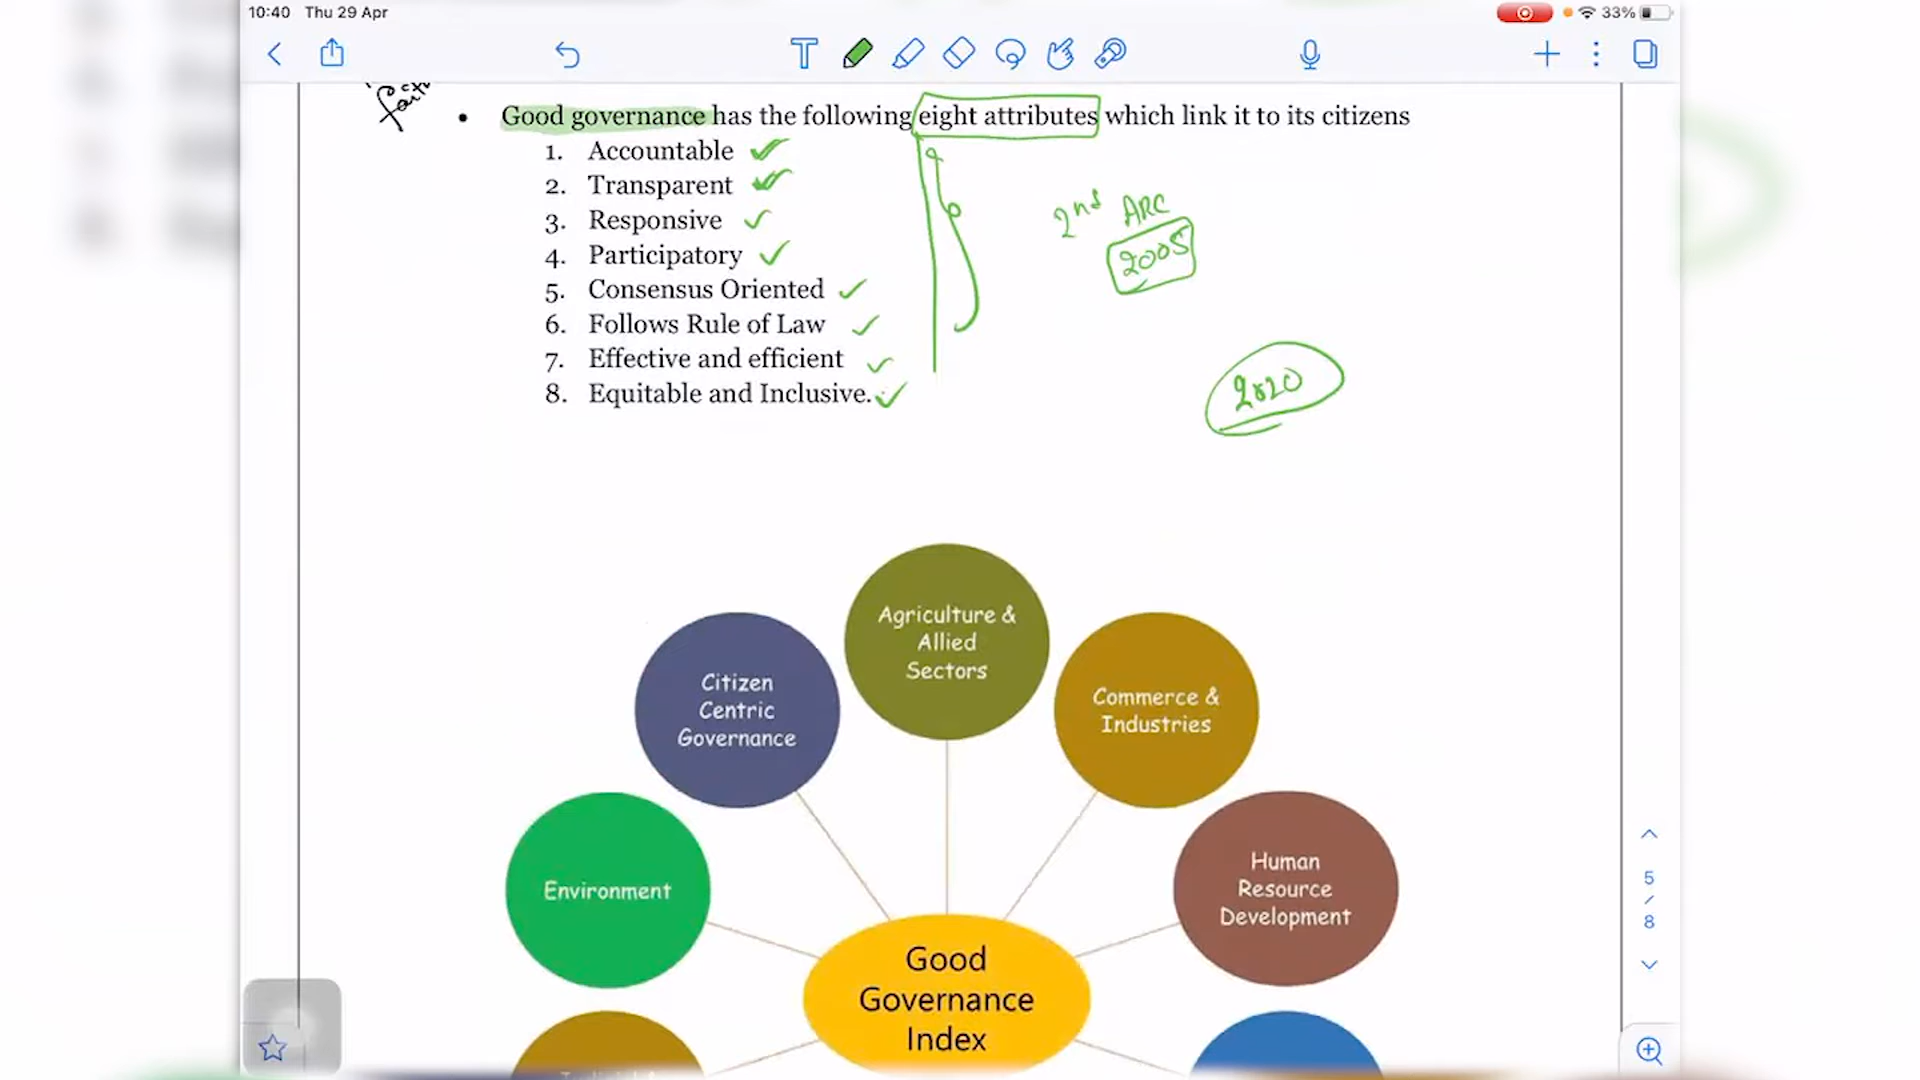 10:40 Thu 29 Apr
33%
• Good governance has the following eight attributes which link it to its citizens
1. Accountable
2. Transparent
3. Responsive
4. Participatory
5. Consensus Oriented
6. Follows Rule of Law
7. Effective and efficient
8. Equitable and Inclusive.
2nd ARC
2005
2020
Agriculture &
Allied
Sectors
Citizen
Centric
Governance
Commerce &
Industries
Environment
Human
Resource
Development
Good
Governance
Index
5
/
8